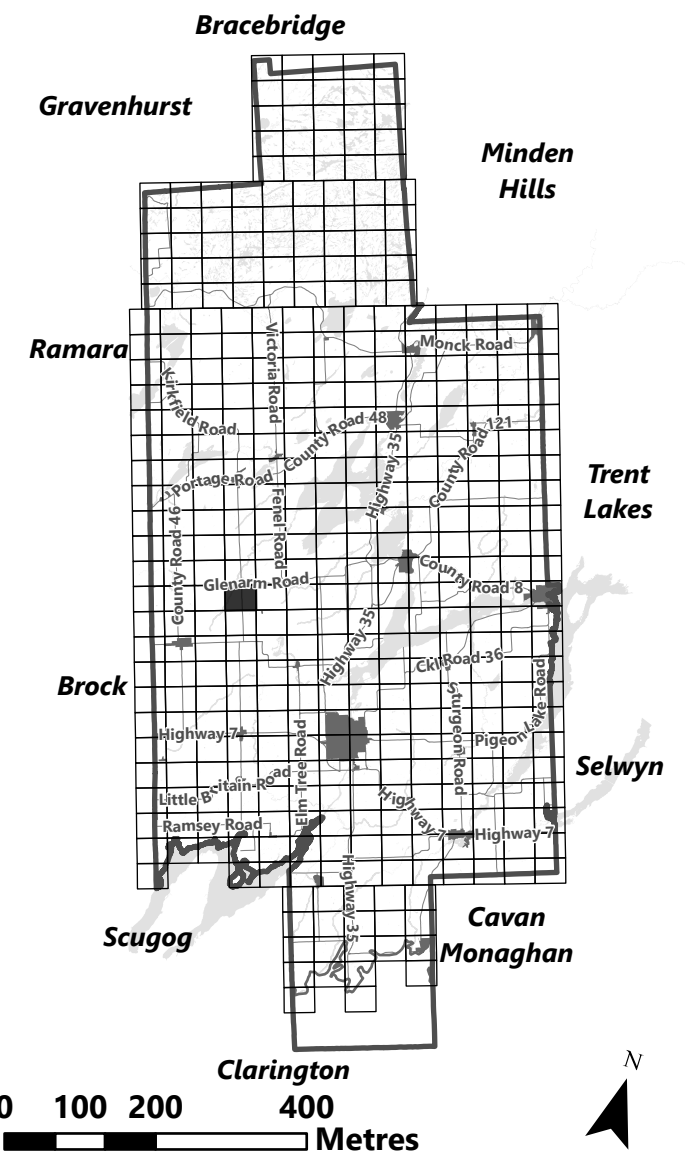 Bracebridge
Gravenhurst
Minden
Hills
Ramara
Monck Road
Victoria Road
Kirkfield Road
County Road 48
County Road 121
Highway 35
Portage Road
Trent
Lakes
Fenel Road
County Road 46
Glenarm Road
County Road 8
Highway 35
Ckl Road 36
Brock
Sturgeon Road
Pigeon Lake Road
Highway 7
Elm Tree Road
Selwyn
Little Britain Road
Highway 7
Ramsey Road
Highway 7
Highway 35
Scugog
Cavan
Monaghan
Clarington
N
0 100 200 400
Metres